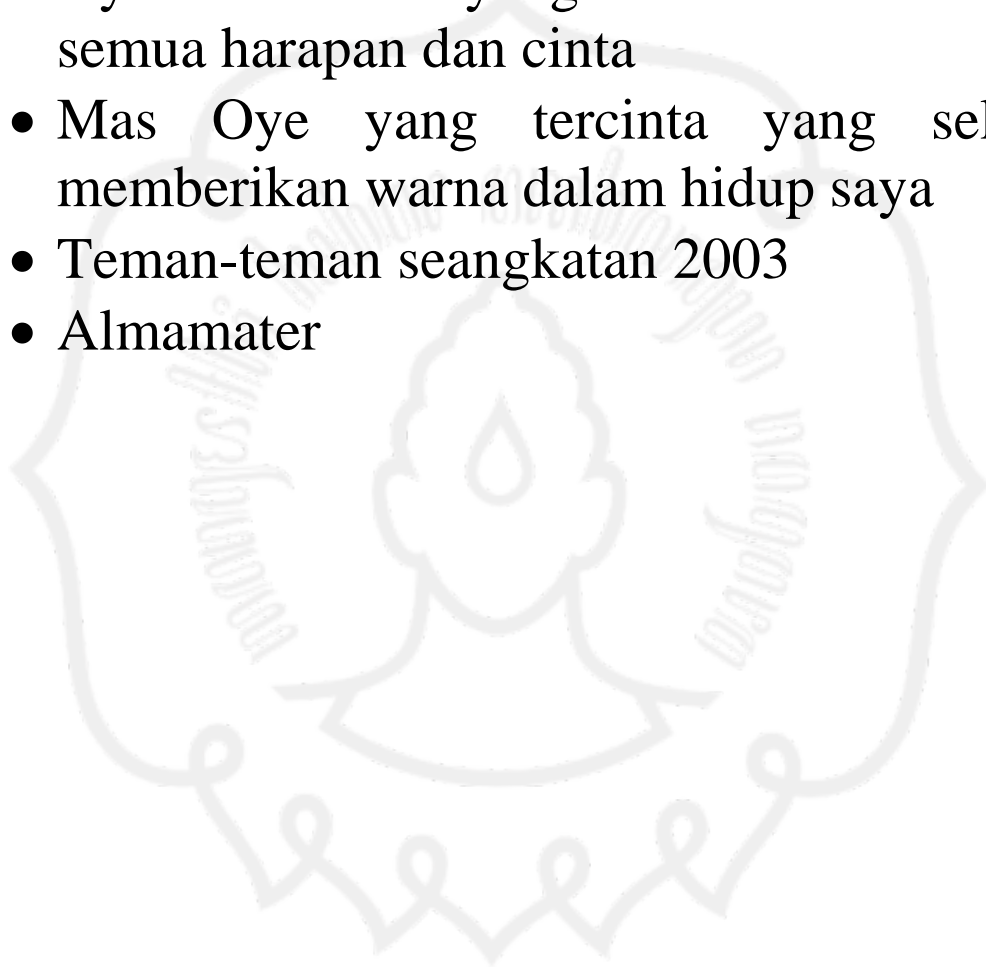 semua harapan dan cinta
• Mas Oye yang tercinta yang
memberikan warna dalam hidup saya
• Teman-teman seangkatan 2003
• Almamater